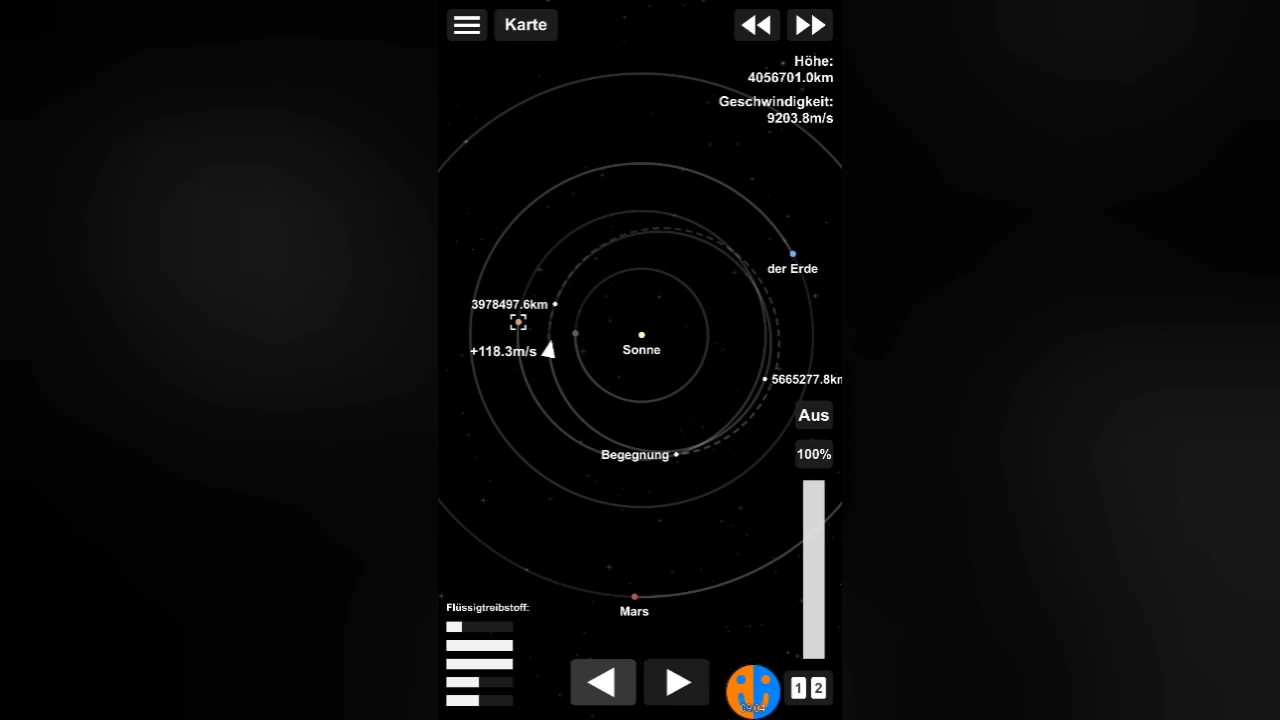 Karte
Höhe:
4056701.0km
Geschwindigkeit:
9203.8m/s
der Erde
3978497.6km
+118.3m/s
Sonne
5665277.8kn
Aus
100%
Begegnung
Flüssigtreibstoff:
Mars
1 2